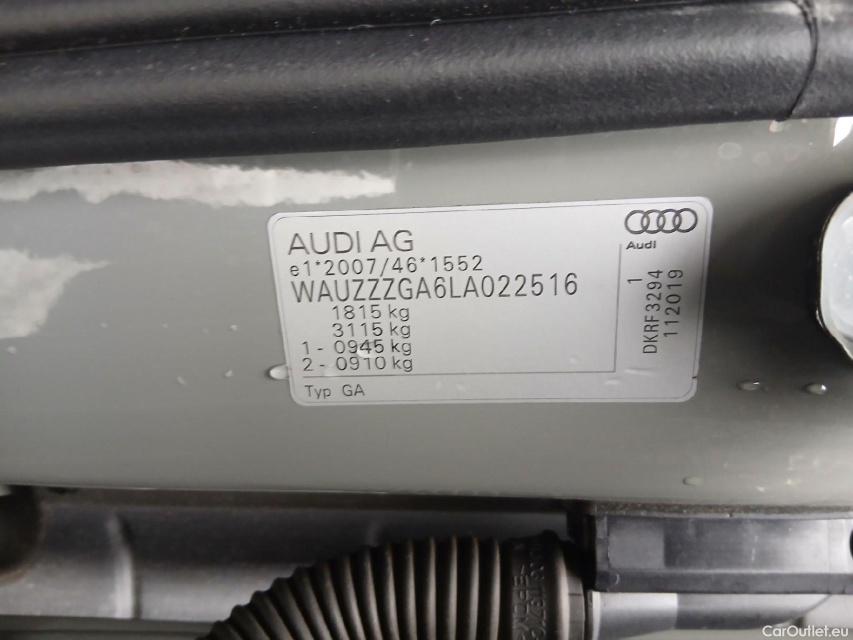 AUDI AG
Audi
e1*2007/46*1552
WAUZZZGA6LA022516
1815 kg
3115 kg
1 - 0945 kg
2 - 0910 kg
Typ GA
1
DKRF3294
112019
CarOutlet.eu